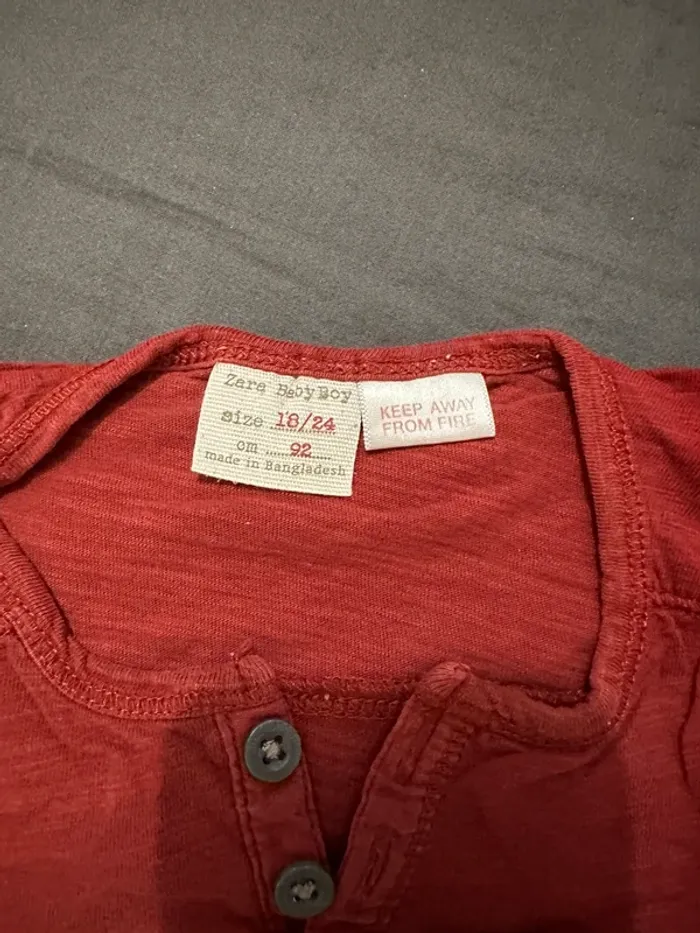 Zara BabyBoy
size 18/24
cm 92
made in Bangladesh
KEEP AWAY
FROM FIRE